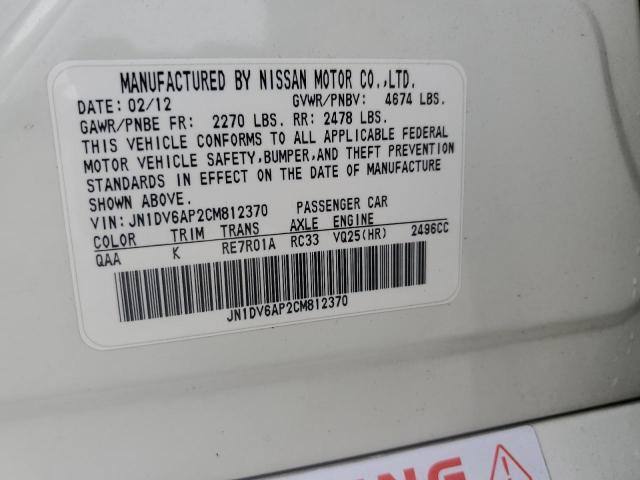 MANUFACTURED BY NISSAN MOTOR CO.,LTD.
DATE: 02/12 GVWR/PNBV: 4674 LBS.
GAWR/PNBE FR: 2270 LBS. RR: 2478 LBS.
THIS VEHICLE CONFORMS TO ALL APPLICABLE FEDERAL
MOTOR VEHICLE SAFETY,BUMPER,AND THEFT PREVENTION
STANDARDS IN EFFECT ON THE DATE OF MANUFACTURE
SHOWN ABOVE.
VIN: JN1DV6AP2CM812370 PASSENGER CAR
COLOR TRIM TRANS AXLE ENGINE
QAA K RE7R01A RC33 VQ25(HR) 2496CC
JN1DV6AP2CM812370